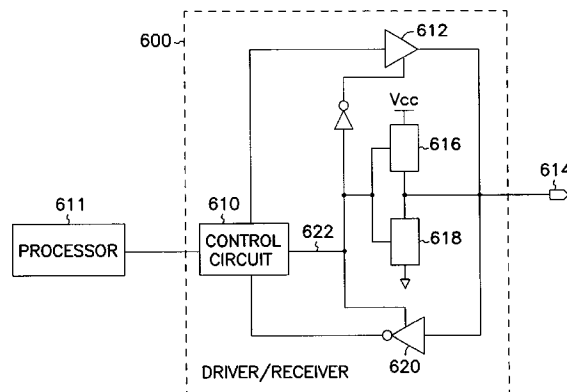 600
612
Vcc
616
614
611
610
PROCESSOR
CONTROL
CIRCUIT
622
618
620
DRIVER/RECEIVER